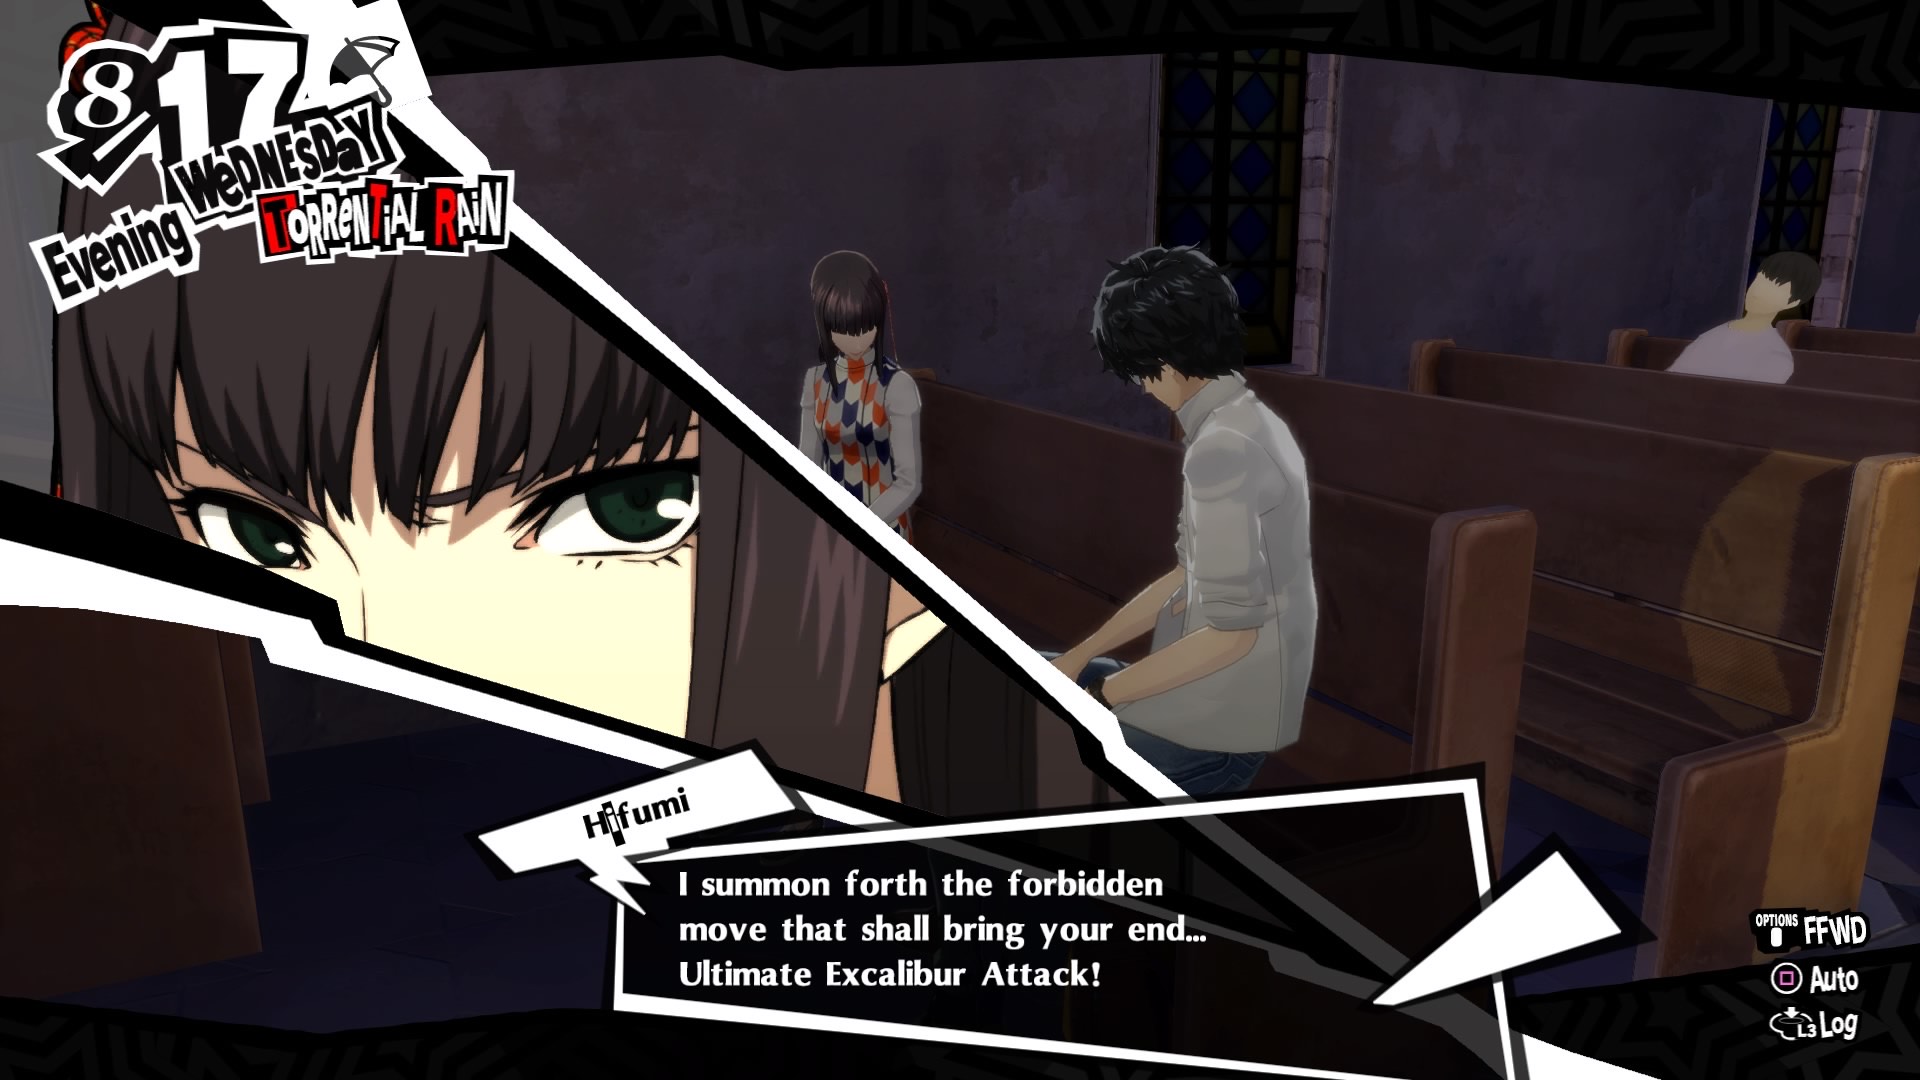 8/17
WeDNESDaY
Evening
TORReNTiAL RAiN
Hifumi
I summon forth the forbidden
move that shall bring your end...
Ultimate Excalibur Attack!
OPTIONS FFWD
Auto
L3 Log